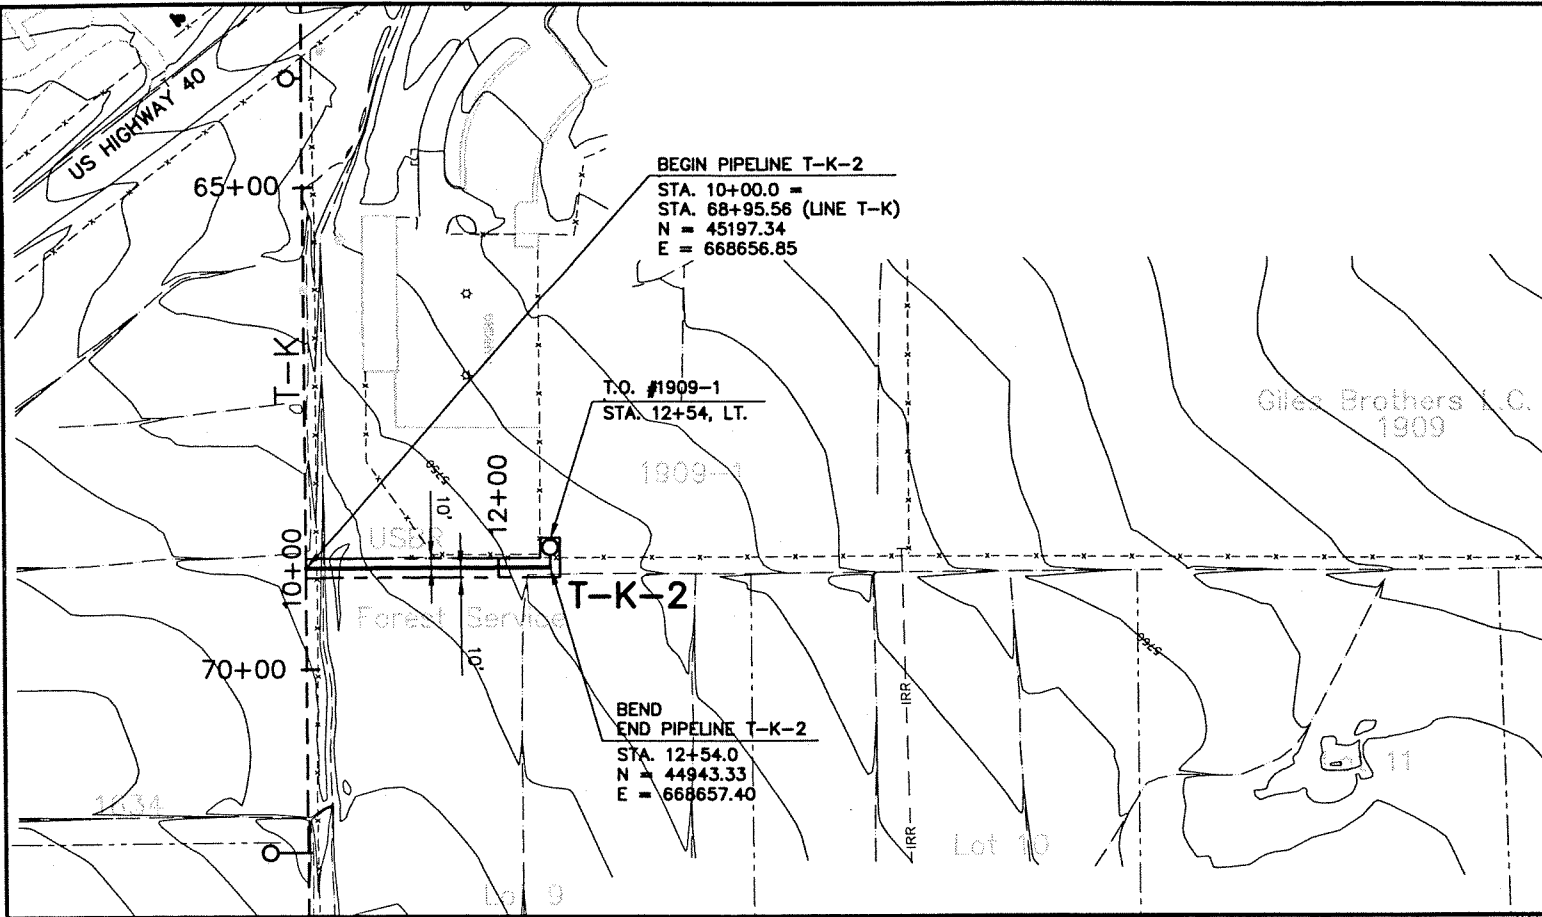 US HIGHWAY 40
65+00
BEGIN PIPELINE T-K-2
STA. 10+00.0 =
STA. 68+95.56 (LINE T-K)
N = 45197.34
E = 668656.85
T-K
T.O. #1909-1
STA. 12+54, LT.
Giles Brothers L.C.
1909
1909-1
5750
12+00
10'
USBR
10+00
T-K-2
Forest Service
10'
70+00
5760
IRR
BEND
END PIPELINE T-K-2
STA. 12+54.0
N = 44943.33
E = 668657.40
11
1634
IRR
Lot 10
Lot 9